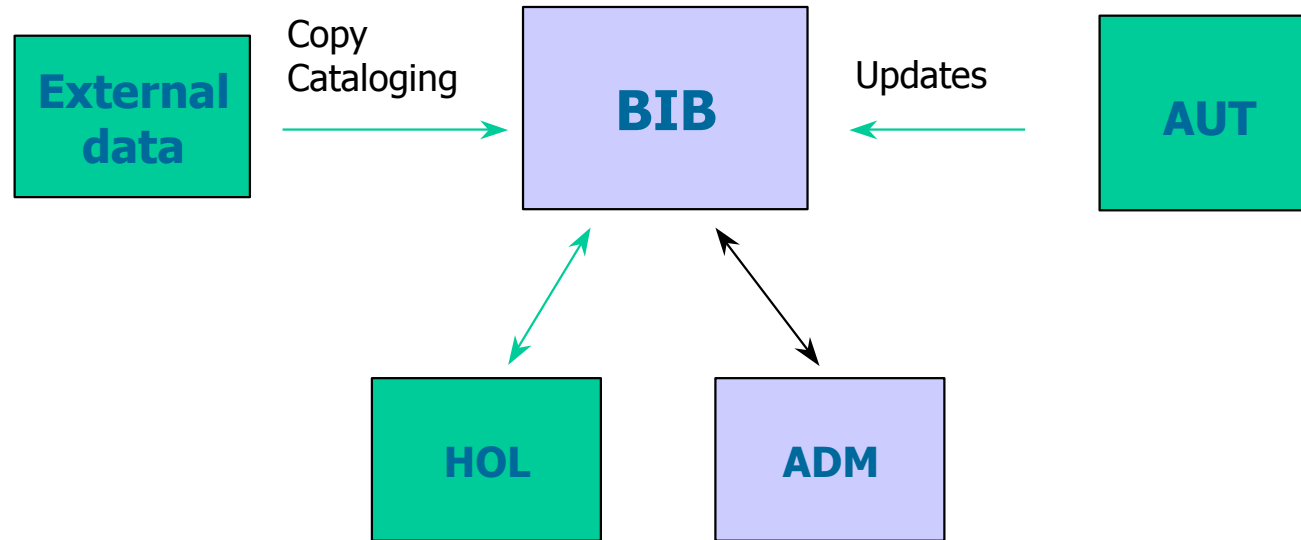 External
data
Copy
Cataloging
BIB
Updates
AUT
HOL
ADM